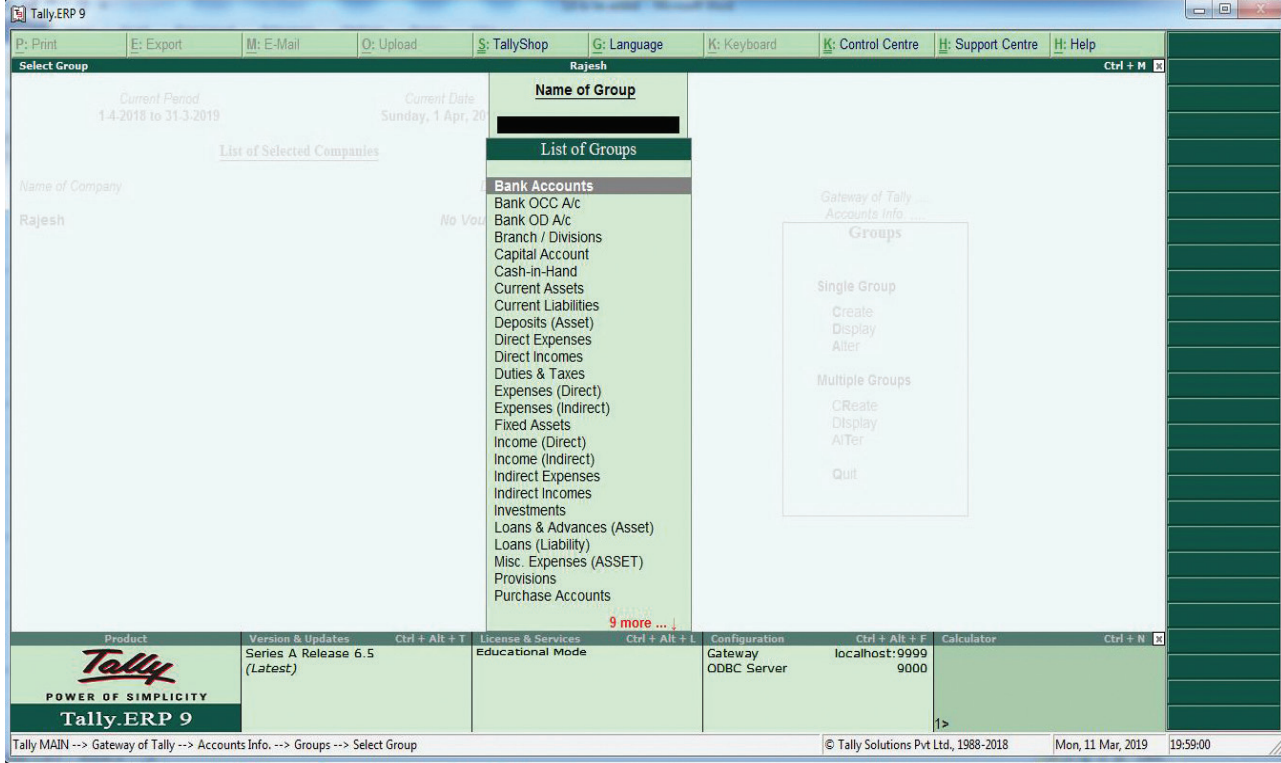 Tally.ERP 9
P: Print E: Export M: E-Mail O: Upload S: TallyShop G: Language K: Keyboard K: Control Centre H: Support Centre H: Help
Select Group Rajesh Ctrl + M
Current Period Current Date
1-4-2018 to 31-3-2019 Sunday, 1 Apr, 20
List of Selected Companies
Name of Company
Rajesh No Vou
Name of Group
List of Groups
Bank Accounts
Bank OCC A/c
Bank OD A/c
Branch / Divisions
Capital Account
Cash-in-Hand
Current Assets
Current Liabilities
Deposits (Asset)
Direct Expenses
Direct Incomes
Duties & Taxes
Expenses (Direct)
Expenses (Indirect)
Fixed Assets
Income (Direct)
Income (Indirect)
Indirect Expenses
Indirect Incomes
Investments
Loans & Advances (Asset)
Loans (Liability)
Misc. Expenses (ASSET)
Provisions
Purchase Accounts
9 more ... ↓
Gateway of Tally ....
Accounts Info. ....
Groups
Single Group
Create
Display
Alter
Multiple Groups
CReate
DIsplay
AlTer
Quit
Product
Tally
POWER OF SIMPLICITY
Tally.ERP 9
Version & Updates Ctrl + Alt + T
Series A Release 6.5
(Latest)
License & Services Ctrl + Alt + L
Educational Mode
Configuration Ctrl + Alt + F
Gateway localhost:9999
ODBC Server 9000
Calculator Ctrl + N
1>
Tally MAIN --> Gateway of Tally --> Accounts Info. --> Groups --> Select Group © Tally Solutions Pvt Ltd., 1988-2018 Mon, 11 Mar, 2019 19:59:00